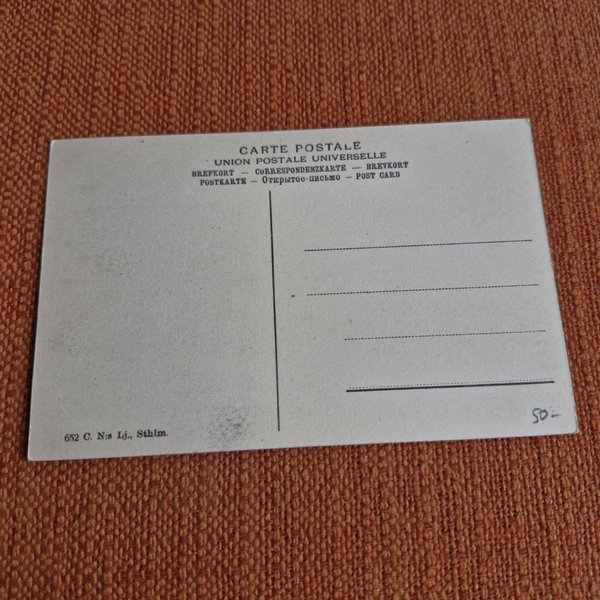 CARTE POSTALE
UNION POSTALE UNIVERSELLE
BREFKORT — CORRESPONDENZKARTE — BREVKORT
POSTKARTE — Открытое-письмо — POST CARD
652 C. N:s Lj., Sthlm.
50-